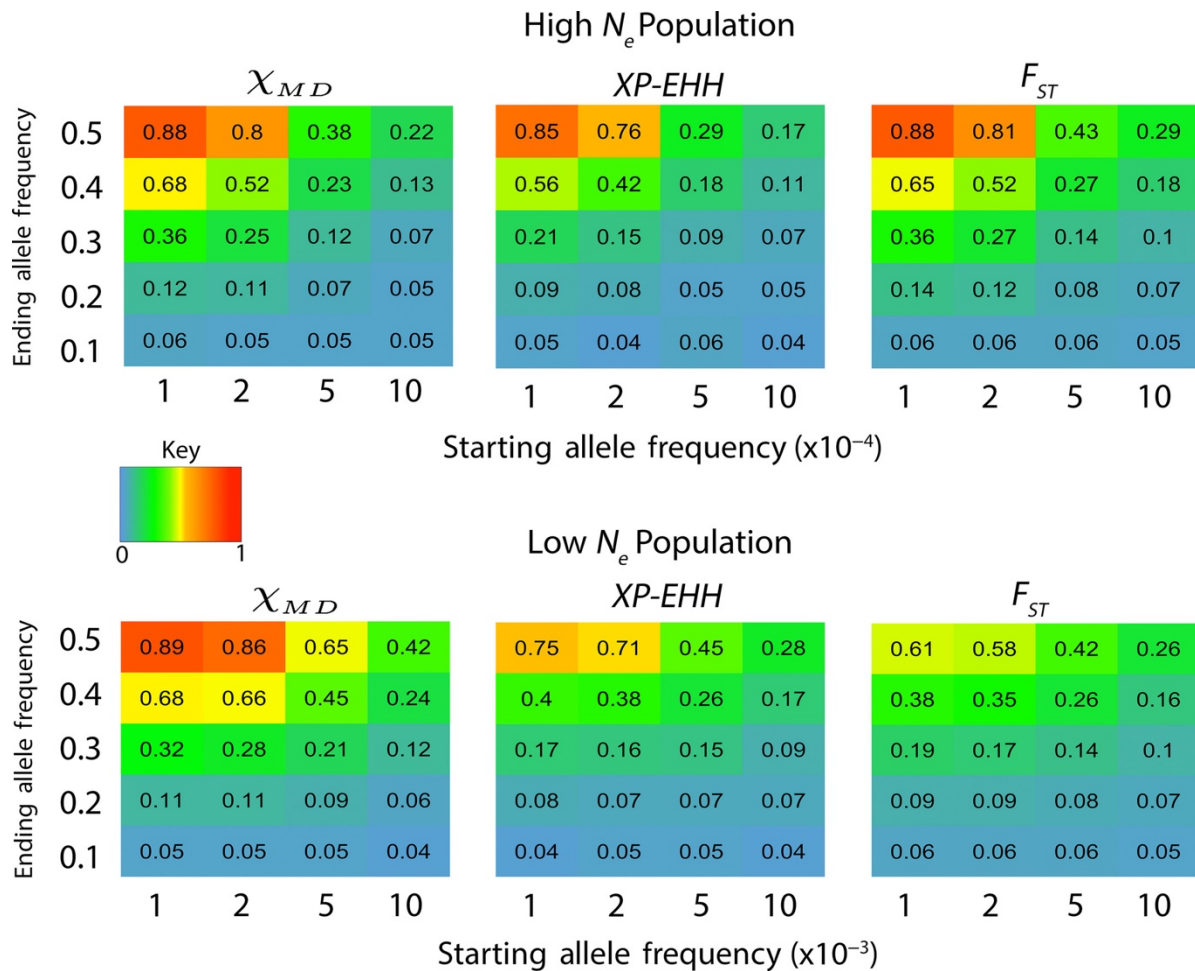 High Ne Population
χMD XP-EHH FST
Ending allele frequency
0.5 0.88 0.8 0.38 0.22 0.85 0.76 0.29 0.17 0.88 0.81 0.43 0.29
0.4 0.68 0.52 0.23 0.13 0.56 0.42 0.18 0.11 0.65 0.52 0.27 0.18
0.3 0.36 0.25 0.12 0.07 0.21 0.15 0.09 0.07 0.36 0.27 0.14 0.1
0.2 0.12 0.11 0.07 0.05 0.09 0.08 0.05 0.05 0.14 0.12 0.08 0.07
0.1 0.06 0.05 0.05 0.05 0.05 0.04 0.06 0.04 0.06 0.06 0.06 0.05
1 2 5 10 1 2 5 10 1 2 5 10
Starting allele frequency (x10⁻⁴)
Key
0 1
Low Ne Population
χMD XP-EHH FST
Ending allele frequency
0.5 0.89 0.86 0.65 0.42 0.75 0.71 0.45 0.28 0.61 0.58 0.42 0.26
0.4 0.68 0.66 0.45 0.24 0.4 0.38 0.26 0.17 0.38 0.35 0.26 0.16
0.3 0.32 0.28 0.21 0.12 0.17 0.16 0.15 0.09 0.19 0.17 0.14 0.1
0.2 0.11 0.11 0.09 0.06 0.08 0.07 0.07 0.07 0.09 0.09 0.08 0.07
0.1 0.05 0.05 0.05 0.04 0.04 0.05 0.05 0.04 0.06 0.06 0.06 0.05
1 2 5 10 1 2 5 10 1 2 5 10
Starting allele frequency (x10⁻³)